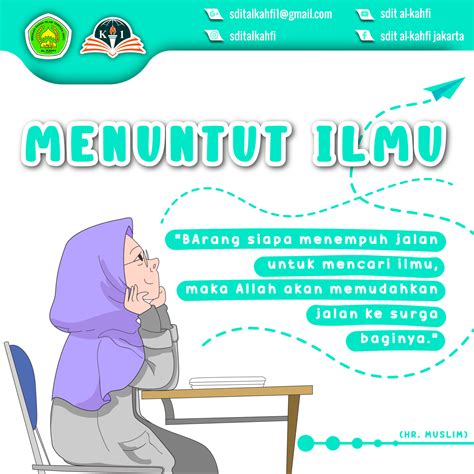 sditalkahfi1@gmail.com
sdit al-kahfi
sditalkahfi
sdit al-kahfi jakarta
K 1
MENUNTUT ILMU
"BArang siapa menempuh jalan
untuk mencari ilmu,
maka Allah akan memudahkan
jalan ke surga
baginya."
(HR. MUSLIM)